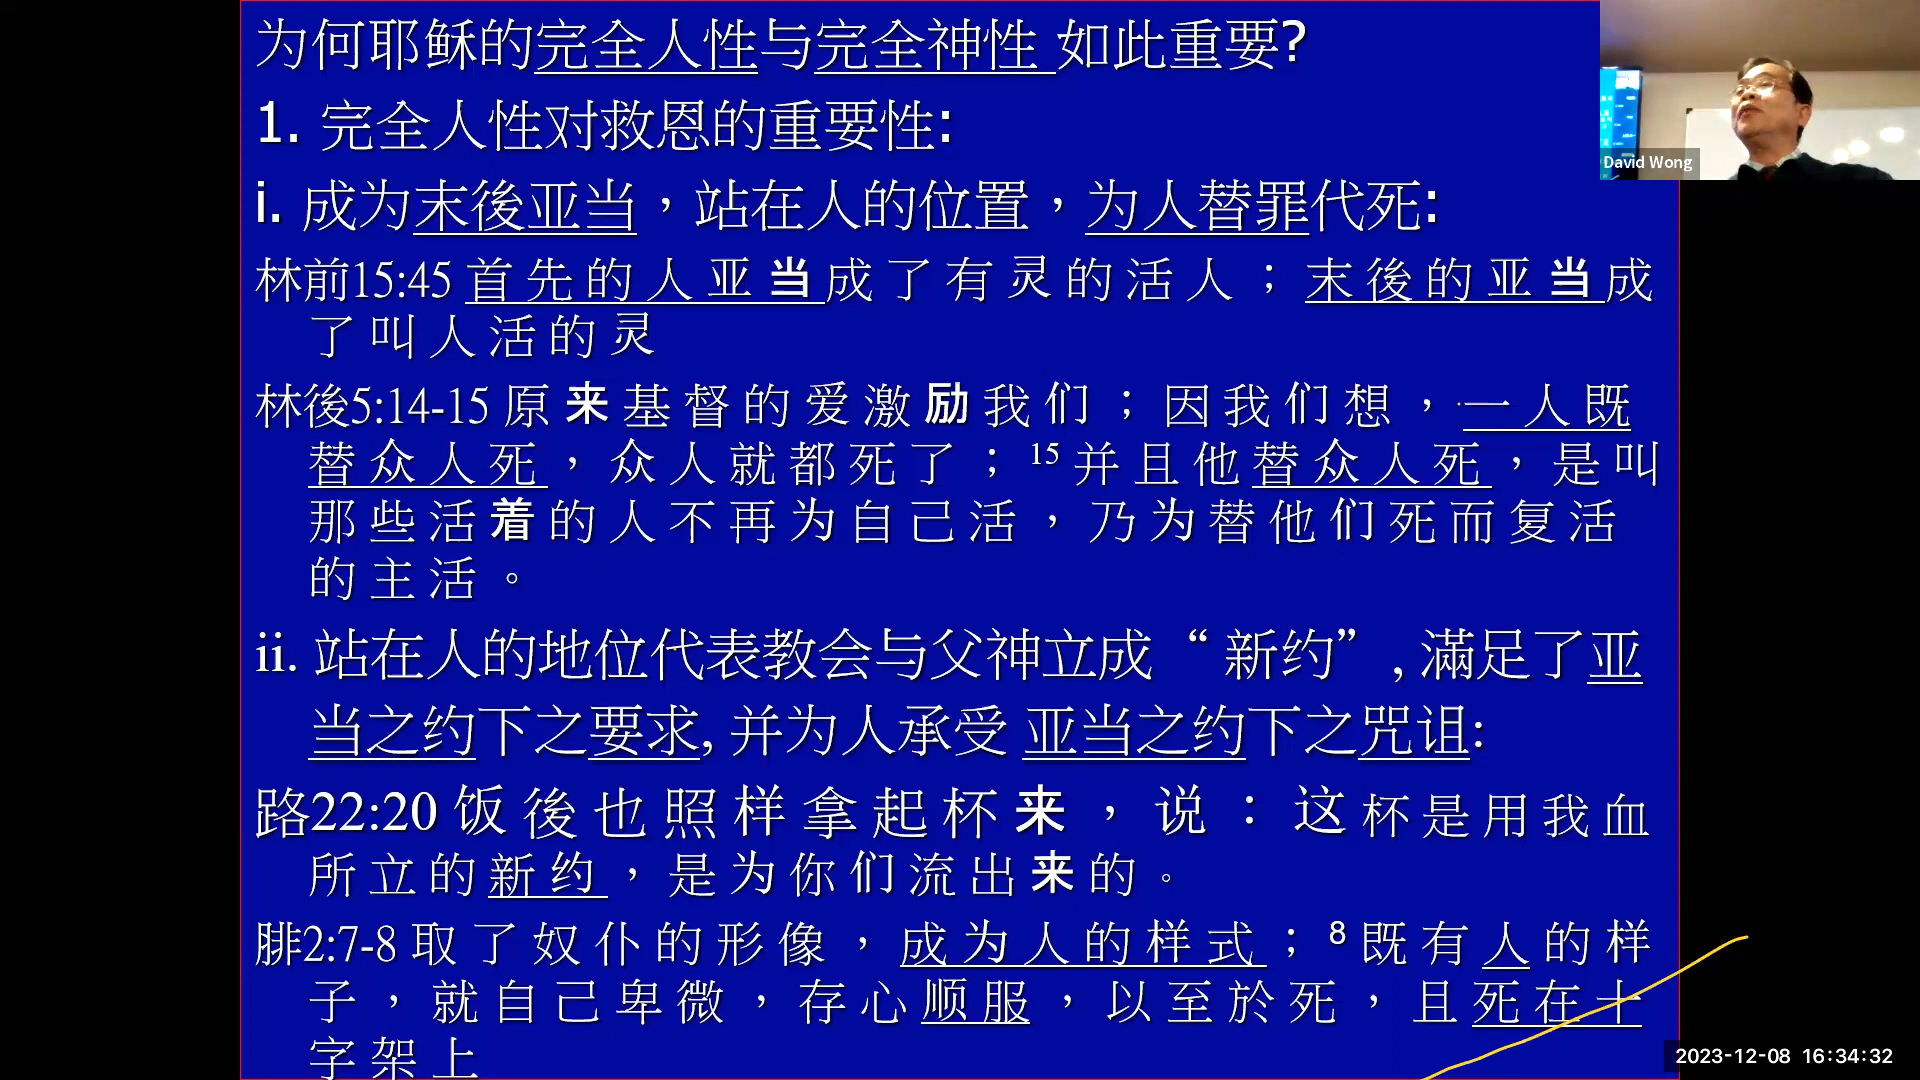 为何耶稣的完全人性与完全神性 如此重要?
1. 完全人性对救恩的重要性:
i. 成为末後亚当，站在人的位置，为人替罪代死:
林前15:45 首先的人亚当成了有灵的活人；末後的亚当成
了叫人活的灵
林後5:14-15 原来基督的爱激励我们；因我们想，一人既
替众人死，众人就都死了；15 并且他替众人死，是叫
那些活着的人不再为自己活，乃为替他们死而复活
的主活。
ii. 站在人的地位代表教会与父神立成“新约”, 滿足了亚
当之约下之要求, 并为人承受 亚当之约下之咒诅:
路22:20 饭後也照样拿起杯来，说：这杯是用我血
所立的新约，是为你们流出来的。
腓2:7-8 取了奴仆的形像，成为人的样式；8 既有人的样
子，就自己卑微，存心顺服，以至於死，且死在十
字架上
David Wong
2023-12-08 16:34:32